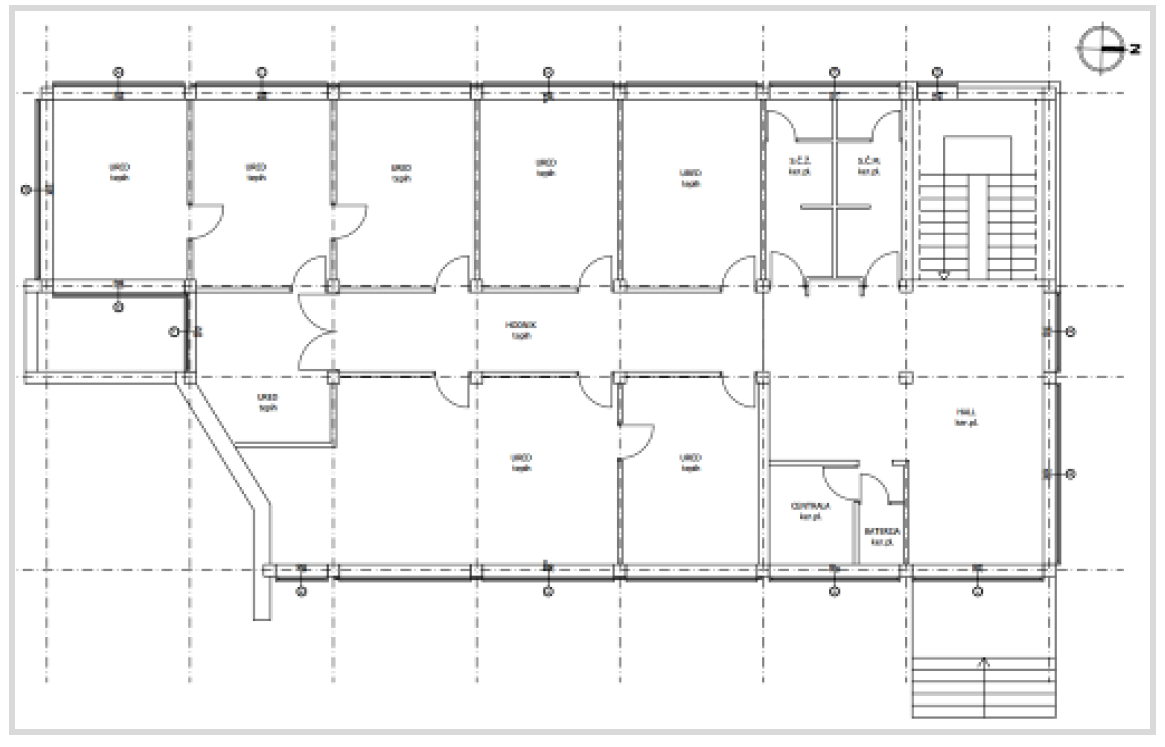 N
URED
tepih
URED
tepih
URED
tepih
URED
tepih
URED
tepih
S.Č.Ž.
ker.pl.
S.Č.M.
ker.pl.
HODNIK
tepih
URED
tepih
HALL
ker.pl.
URED
tepih
URED
tepih
CENTRALA
ker.pl.
BATERIJA
ker.pl.